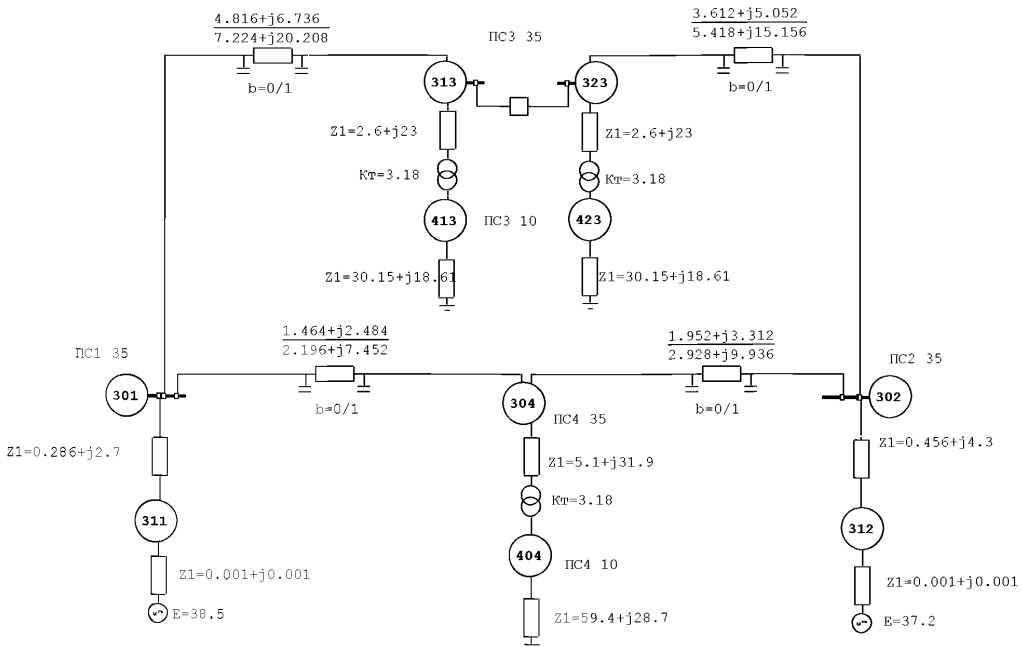 4.816+j6.736
7.224+j20.208
b=0/1
ПС3 35
3.612+j5.052
5.418+j15.156
b=0/1
313
323
Z1=2.6+j23
Z1=2.6+j23
Кт=3.18
Кт=3.18
413
ПС3 10
423
Z1=30.15+j18.61
Z1=30.15+j18.61
1.464+j2.484
2.196+j7.452
b=0/1
1.952+j3.312
2.928+j9.936
b=0/1
ПС1 35
ПС2 35
301
304
302
ПС4 35
Z1=0.286+j2.7
Z1=5.1+j31.9
Z1=0.456+j4.3
Кт=3.18
311
312
404
ПС4 10
Z1=0.001+j0.001
Z1=0.001+j0.001
E=38.5
Z1=59.4+j28.7
E=37.2